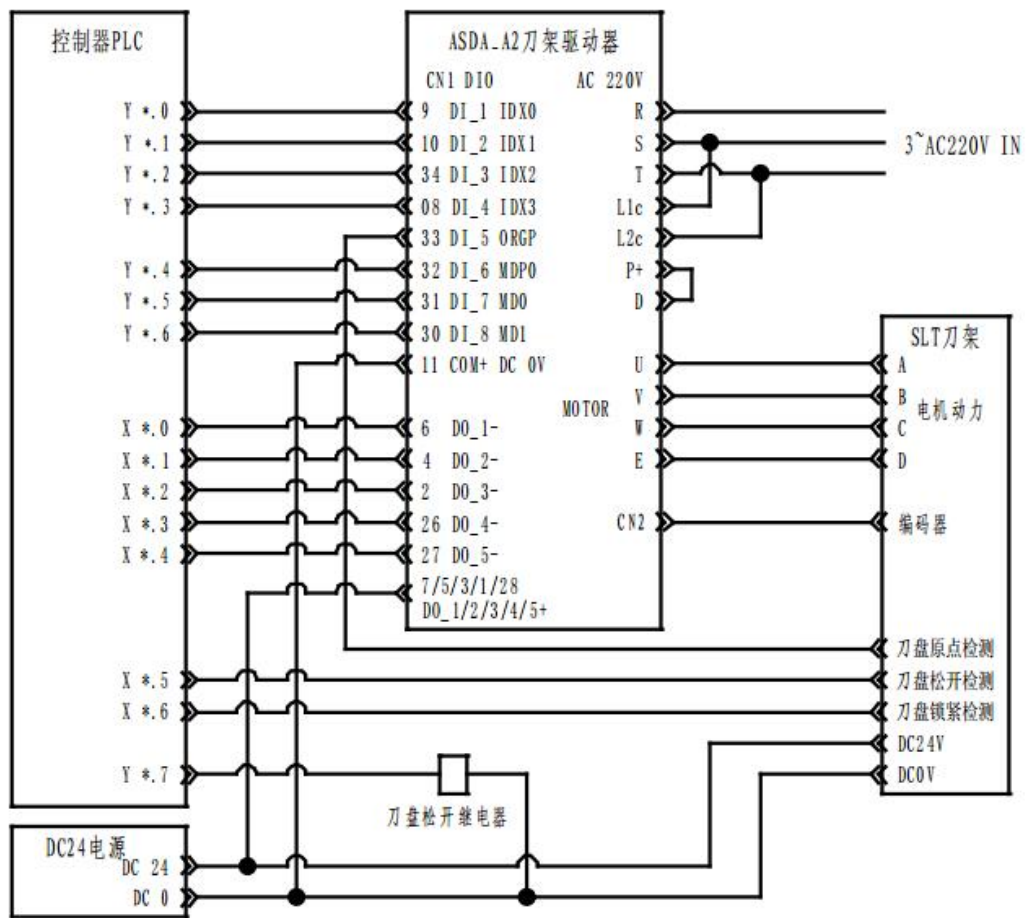 控制器PLC
ASDA_A2刀架驱动器
CN1 DIO
AC 220V
Y *.0
9 DI_1 IDX0
R
Y *.1
10 DI_2 IDX1
S
3~AC220V IN
Y *.2
34 DI_3 IDX2
T
Y *.3
08 DI_4 IDX3
L1c
33 DI_5 ORGP
L2c
Y *.4
32 DI_6 MDP0
P+
Y *.5
31 DI_7 MD0
D
Y *.6
30 DI_8 MD1
SLT刀架
11 COM+ DC 0V
U
A
V
B
MOTOR
电机动力
X *.0
6 DO_1-
W
C
X *.1
4 DO_2-
E
D
X *.2
2 DO_3-
X *.3
26 DO_4-
CN2
编码器
X *.4
27 DO_5-
7/5/3/1/28
DO_1/2/3/4/5+
刀盘原点检测
X *.5
刀盘松开检测
X *.6
刀盘锁紧检测
DC24V
Y *.7
DC0V
刀盘松开继电器
DC24电源
DC 24
DC 0